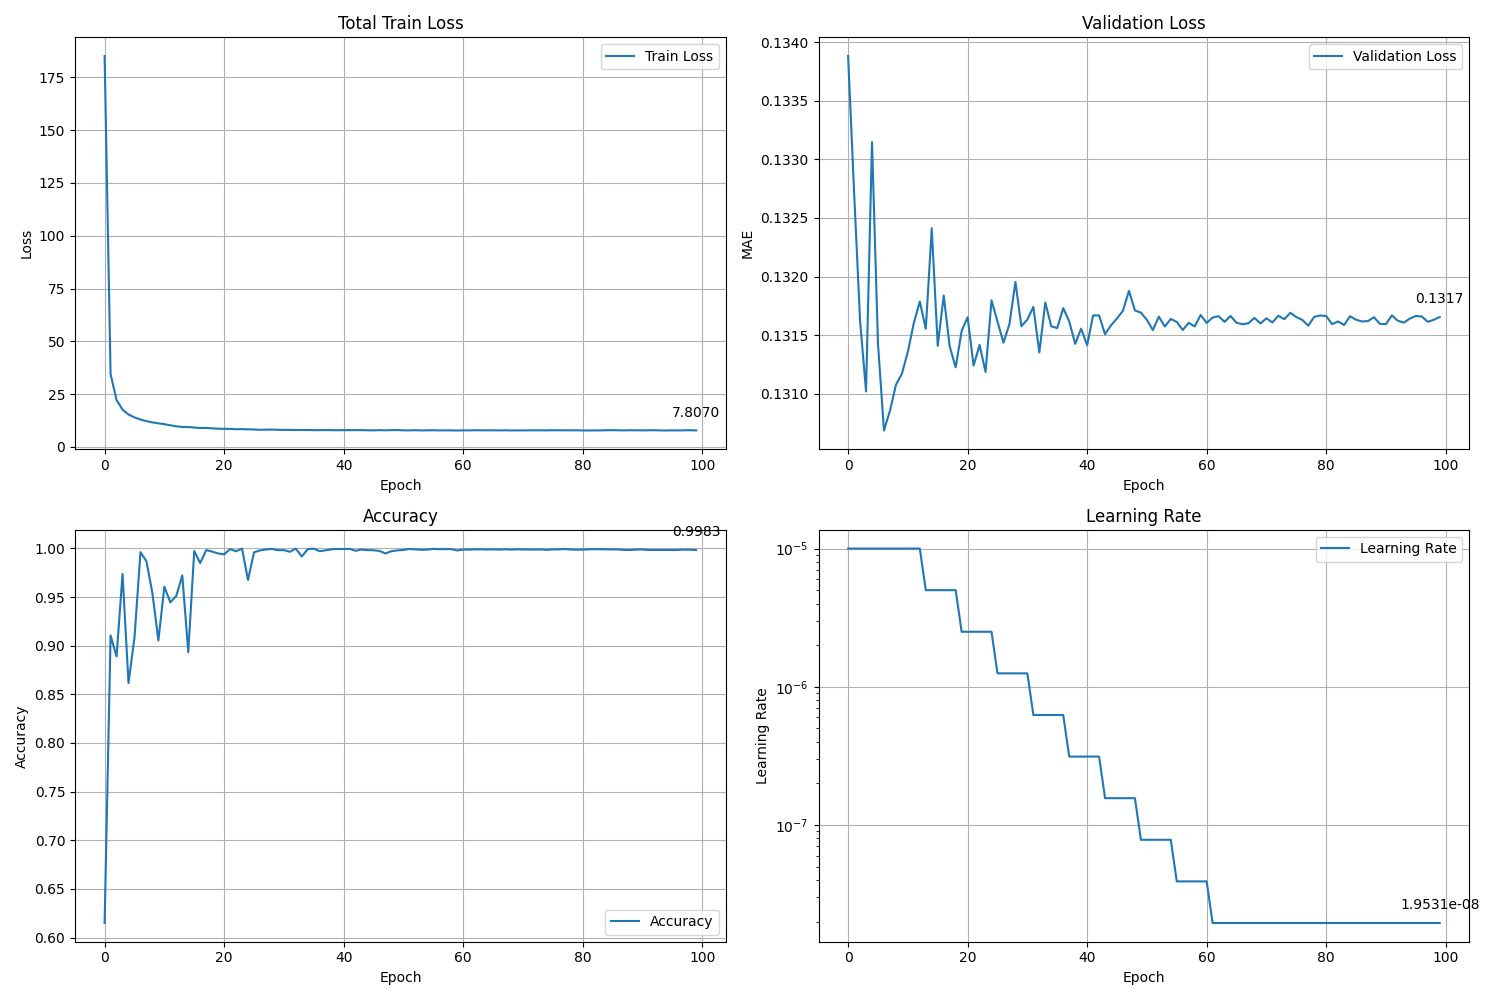 Total Train Loss
Train Loss
175
150
125
100
75
50
25
0
Loss
7.8070
0 20 40 60 80 100
Epoch
Validation Loss
Validation Loss
0.1340
0.1335
0.1330
0.1325
0.1320
0.1315
0.1310
MAE
0.1317
0 20 40 60 80 100
Epoch
Accuracy
0.9983
1.00
0.95
0.90
0.85
0.80
0.75
0.70
0.65
0.60
Accuracy
Accuracy
0 20 40 60 80 100
Epoch
Learning Rate
Learning Rate
10⁻⁵
10⁻⁶
10⁻⁷
Learning Rate
1.9531e-08
0 20 40 60 80 100
Epoch